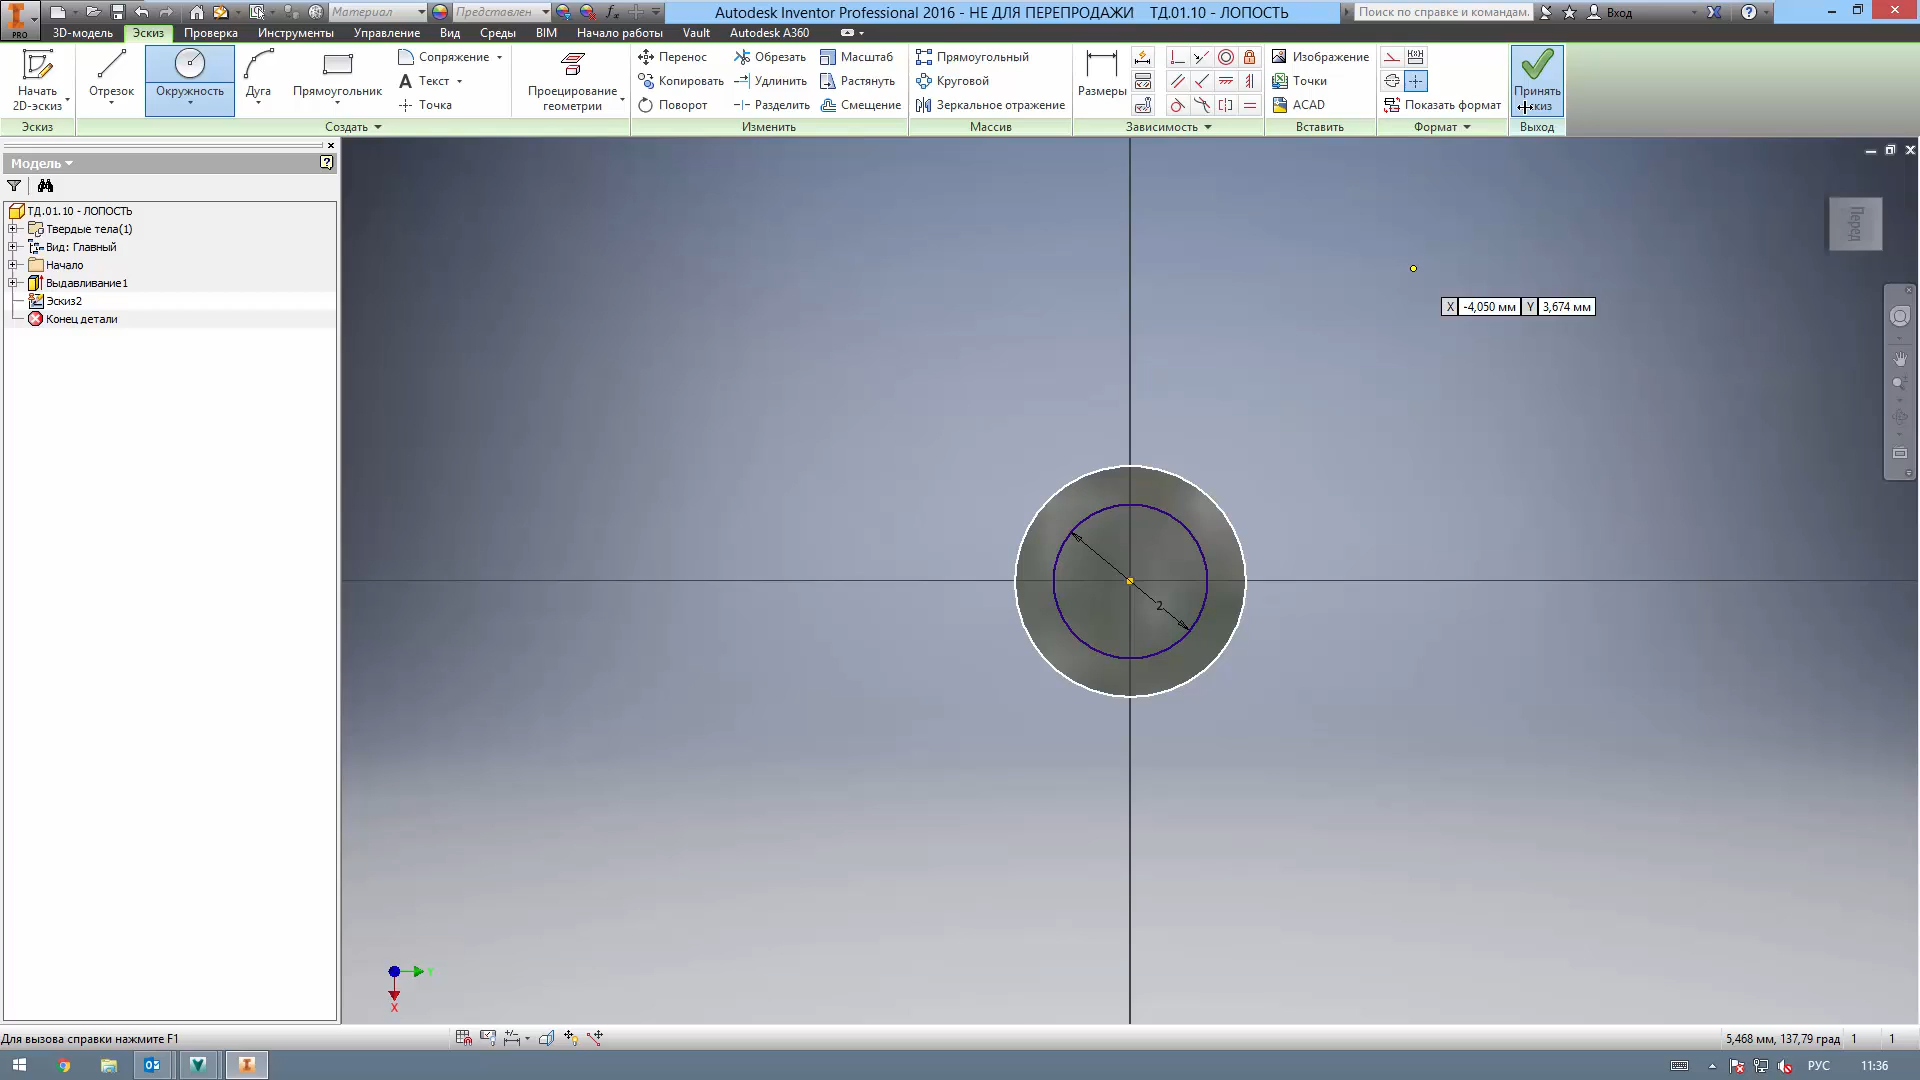 Материал
Представлен
Autodesk Inventor Professional 2016 - НЕ ДЛЯ ПЕРЕПРОДАЖИ ТД.01.10 - ЛОПОСТЬ
Поиск по справке и командам.
Вход
PRO
3D-модель
Эскиз
Проверка
Инструменты
Управление
Вид
Среды
BIM
Начало работы
Vault
Autodesk A360
Начать
2D-эскиз
Отрезок
Окружность
Дуга
Прямоугольник
Сопряжение
Текст
Точка
Проецирование
геометрии
Перенос
Копировать
Поворот
Обрезать
Удлинить
Разделить
Масштаб
Растянуть
Смещение
Прямоугольный
Круговой
Зеркальное отражение
Размеры
Изображение
Точки
ACAD
Показать формат
Принять
эскиз
Эскиз
Создать
Изменить
Массив
Зависимость
Вставить
Формат
Выход
Модель
ТД.01.10 - ЛОПОСТЬ
Твердые тела(1)
Вид: Главный
Начало
Выдавливание1
Эскиз2
Конец детали
Перед
X -4,050 мм Y 3,674 мм
2
Y
X
Для вызова справки нажмите F1
5,468 мм, 137,79 град 1 1
РУС
11:36